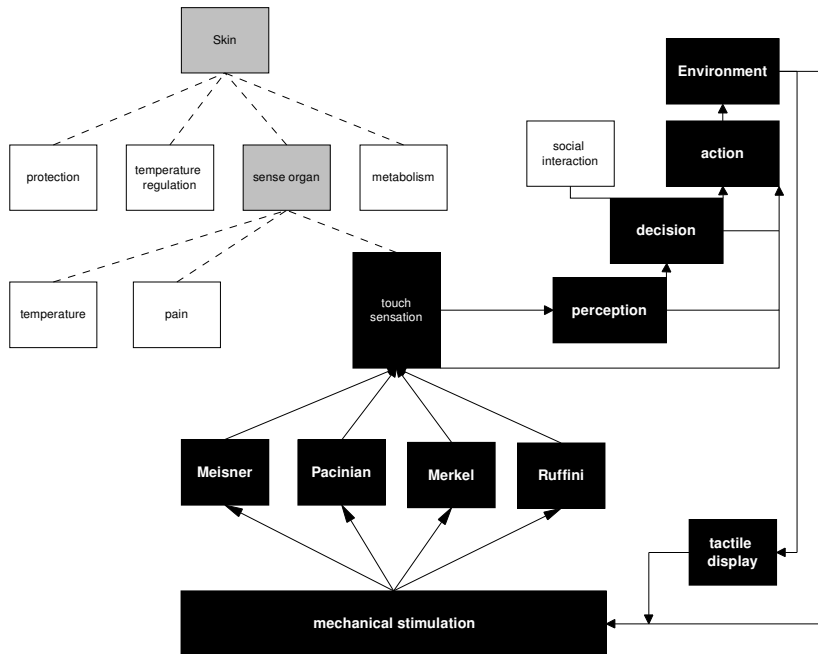 Skin
Environment
social
interaction
action
protection
temperature
regulation
sense organ
metabolism
decision
temperature
pain
touch
sensation
perception
Meisner
Pacinian
Merkel
Ruffini
tactile
display
mechanical stimulation